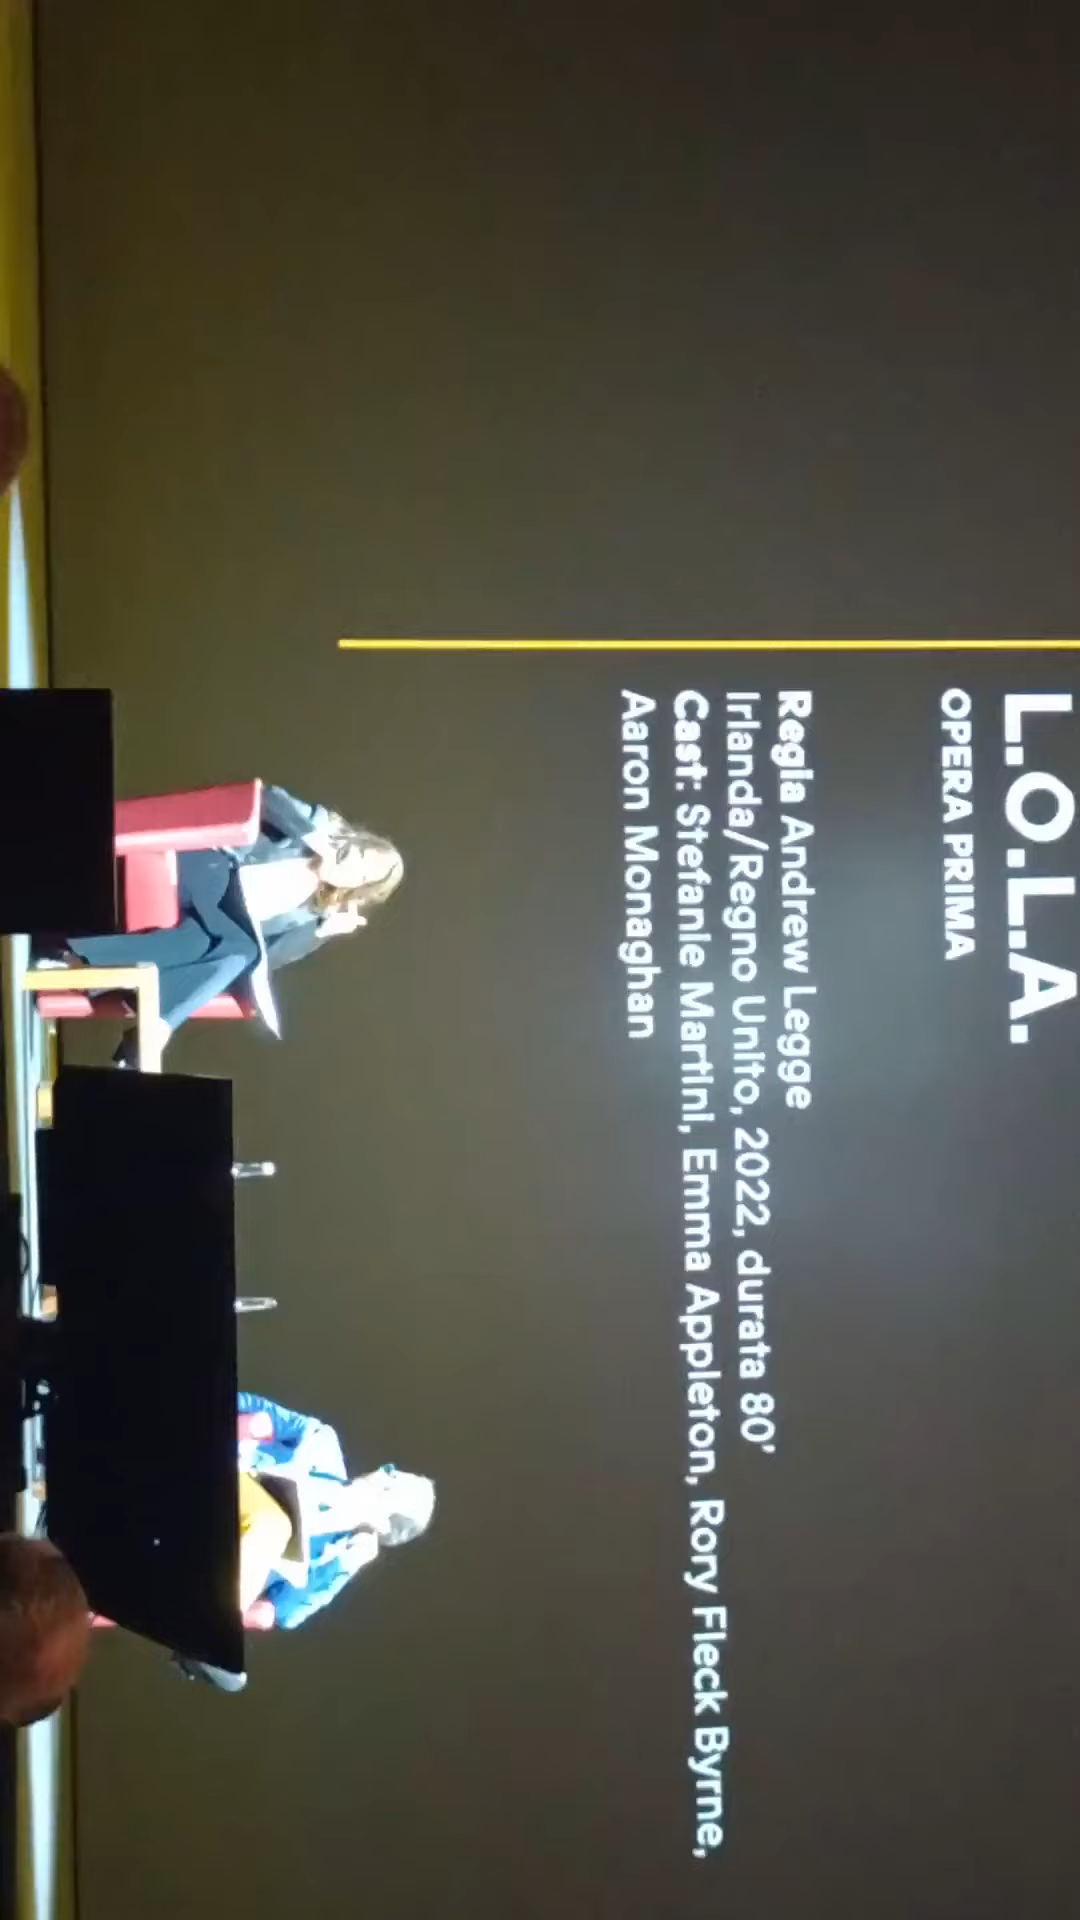 L.O.L.A.
OPERA PRIMA
Regia Andrew Legge
Irlanda/Regno Unito, 2022, durata 80'
Cast: Stefanie Martini, Emma Appleton, Rory Fleck Byrne,
Aaron Monaghan